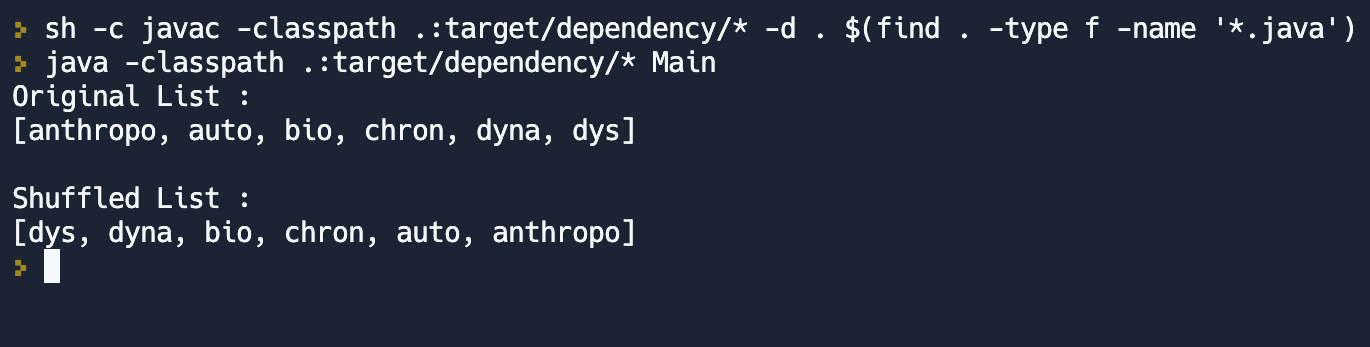 sh -c javac -classpath .:target/dependency/* -d . $(find . -type f -name '*.java')
java -classpath .:target/dependency/* Main
Original List :
[anthropo, auto, bio, chron, dyna, dys]
Shuffled List :
[dys, dyna, bio, chron, auto, anthropo]